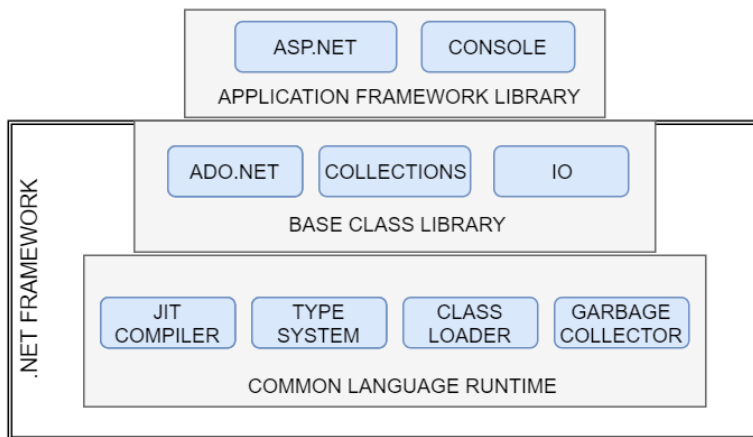 ASP.NET
CONSOLE
APPLICATION FRAMEWORK LIBRARY
.NET FRAMEWORK
ADO.NET
COLLECTIONS
IO
BASE CLASS LIBRARY
JIT
COMPILER
TYPE
SYSTEM
CLASS
LOADER
GARBAGE
COLLECTOR
COMMON LANGUAGE RUNTIME